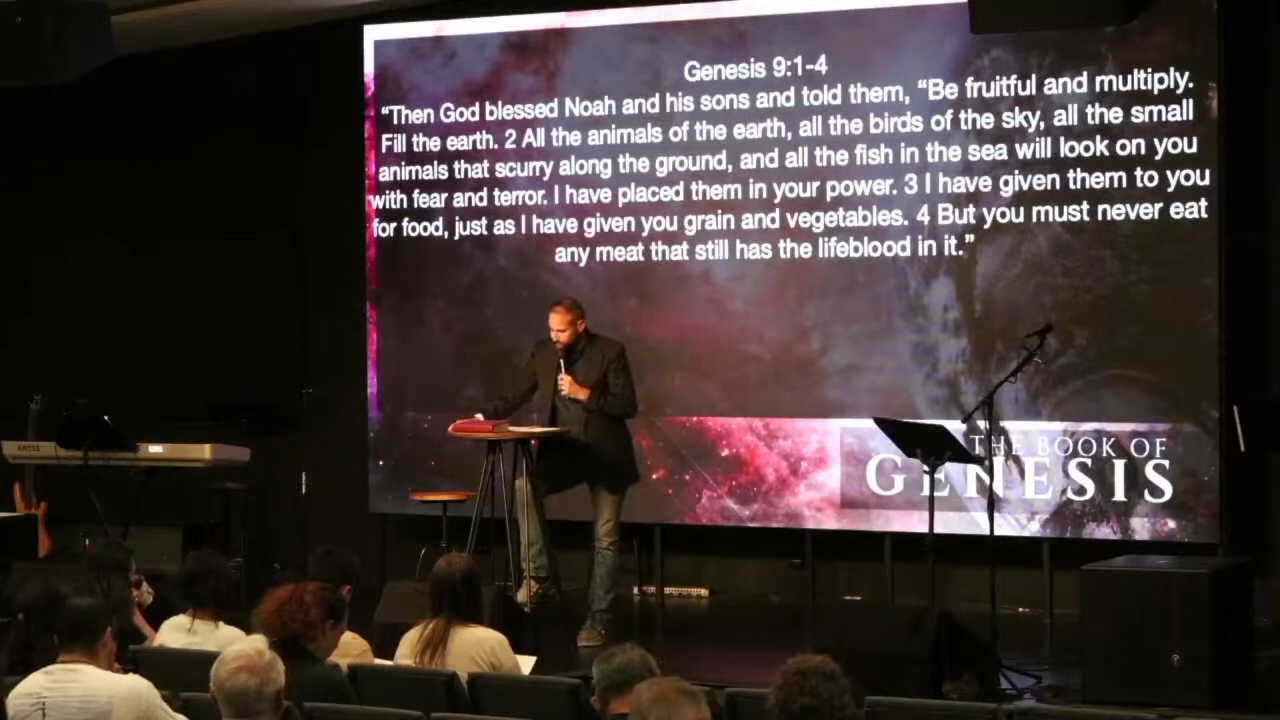 Genesis 9:1-4
“Then God blessed Noah and his sons and told them, “Be fruitful and multiply.
Fill the earth. 2 All the animals of the earth, all the birds of the sky, all the small
animals that scurry along the ground, and all the fish in the sea will look on you
with fear and terror. I have placed them in your power. 3 I have given them to you
for food, just as I have given you grain and vegetables. 4 But you must never eat
any meat that still has the lifeblood in it.”
THE BOOK OF
GENESIS
KROSS